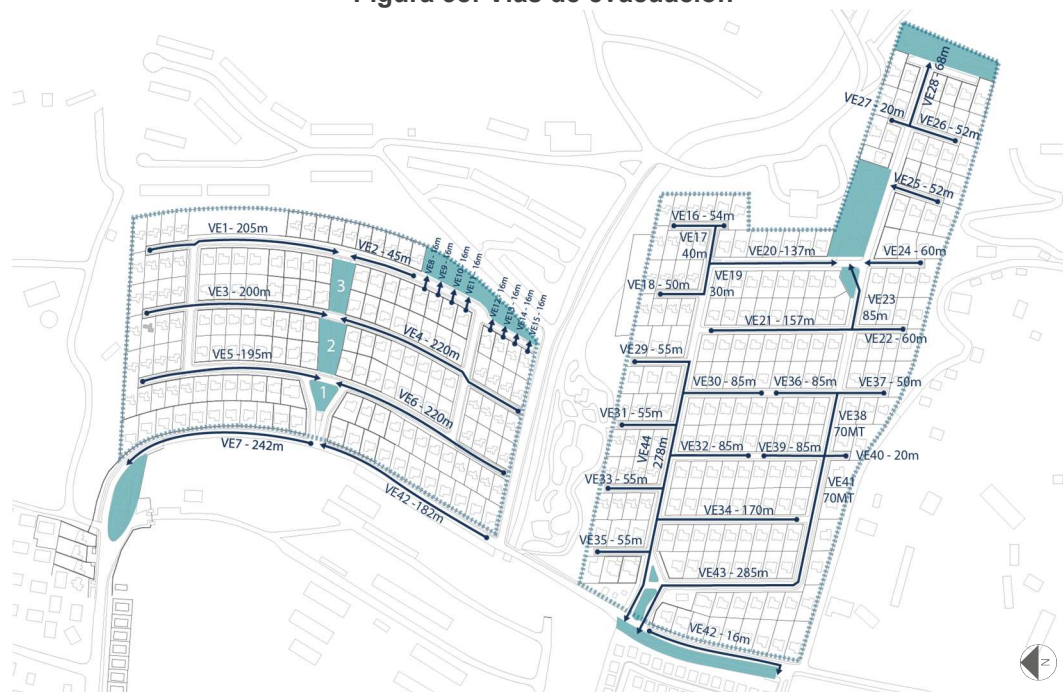 Figura
Vías de evacuación
VE27 - 20m
VE28 - 68m
VE26 - 52m
VE25 - 52m
VE1- 205m
VE2 - 45m
VE8 - 16m
VE9 - 16m
VE10 - 16m
VE11 - 16m
VE12 - 16m
VE13 - 16m
VE14 - 16m
VE15 - 16m
VE16 - 54m
VE17
40m
VE20 -137m
VE24 - 60m
VE18 - 50m
VE19
30m
VE3 - 200m
3
VE4 - 220m
VE21 - 157m
VE23
85m
VE22 - 60m
VE5 -195m
2
VE29 - 55m
1
VE6 - 220m
VE30 - 85m
VE36 - 85m
VE37 - 50m
VE31 - 55m
VE38
70MT
VE7 - 242m
VE44
278m
VE32 - 85m
VE39 - 85m
VE40 - 20m
VE33 - 55m
VE41
70MT
VE42 -182m
VE34 - 170m
VE35 - 55m
VE43 - 285m
VE42 - 16m
N